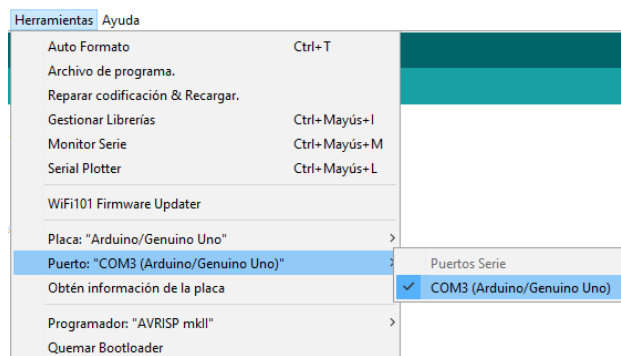 Herramientas Ayuda
Auto Formato Ctrl+T
Archivo de programa.
Reparar codificación & Recargar.
Gestionar Librerías Ctrl+Mayús+I
Monitor Serie Ctrl+Mayús+M
Serial Plotter Ctrl+Mayús+L
WiFi101 Firmware Updater
Placa: "Arduino/Genuino Uno"
Puerto: "COM3 (Arduino/Genuino Uno)"
Puertos Serie
Obtén información de la placa
COM3 (Arduino/Genuino Uno)
Programador: "AVRISP mkII"
Quemar Bootloader